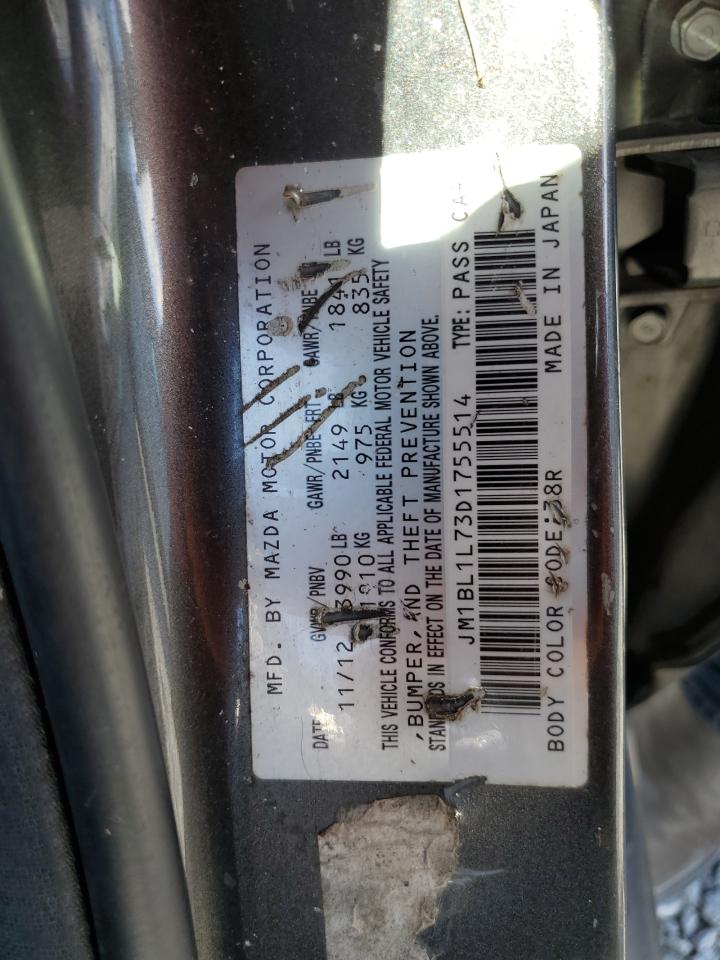 MFD. BY MAZDA MOTOR CORPORATION
DATE GVWR/PNBV GAWR/PNBE FRT GAWR/PNBE
11/12 3990 LB 2149 LB 1841 LB
KG 975 KG 835 KG
THIS VEHICLE CONFORMS TO ALL APPLICABLE FEDERAL MOTOR VEHICLE SAFETY
,BUMPER, AND THEFT PREVENTION
STANDARDS IN EFFECT ON THE DATE OF MANUFACTURE SHOWN ABOVE.
JM1BL1L73D1755514 TYPE: PASS CAR
BODY COLOR CODE:38R MADE IN JAPAN